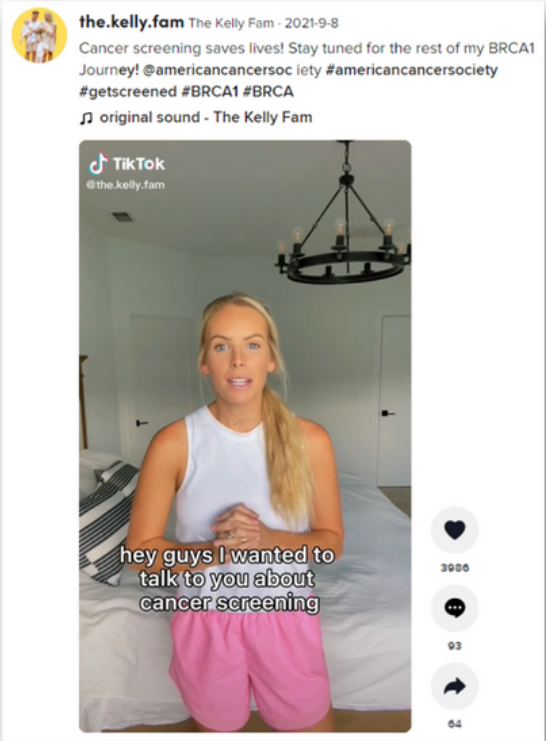 the.kelly.fam The Kelly Fam · 2021-9-8
Cancer screening saves lives! Stay tuned for the rest of my BRCA1
Journey! @americancancersoc iety #americancancersociety
#getscreened #BRCA1 #BRCA
original sound - The Kelly Fam
TikTok
@the.kelly.fam
hey guys I wanted to
talk to you about
cancer screening
3986
93
64